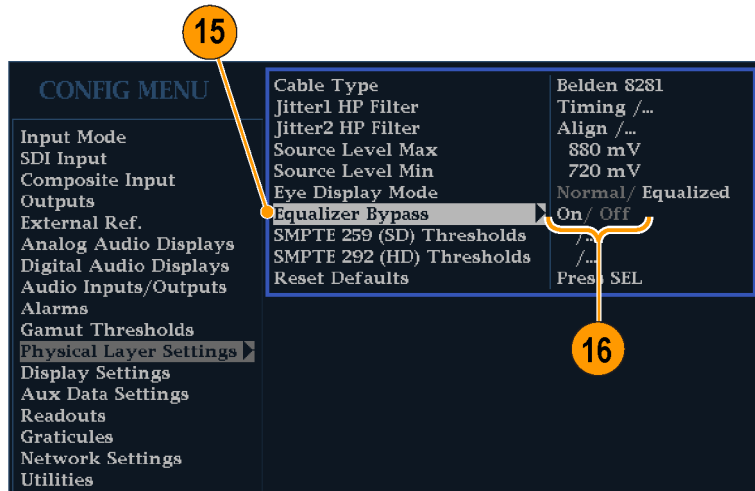 15
CONFIG MENU
Input Mode
SDI Input
Composite Input
Outputs
External Ref.
Analog Audio Displays
Digital Audio Displays
Audio Inputs/Outputs
Alarms
Gamut Thresholds
Physical Layer Settings
Display Settings
Aux Data Settings
Readouts
Graticules
Network Settings
Utilities
Cable Type Belden 8281
Jitter1 HP Filter Timing /...
Jitter2 HP Filter Align /...
Source Level Max 880 mV
Source Level Min 720 mV
Eye Display Mode Normal/ Equalized
Equalizer Bypass On/ Off
SMPTE 259 (SD) Thresholds /...
SMPTE 292 (HD) Thresholds /...
Reset Defaults Press SEL
16